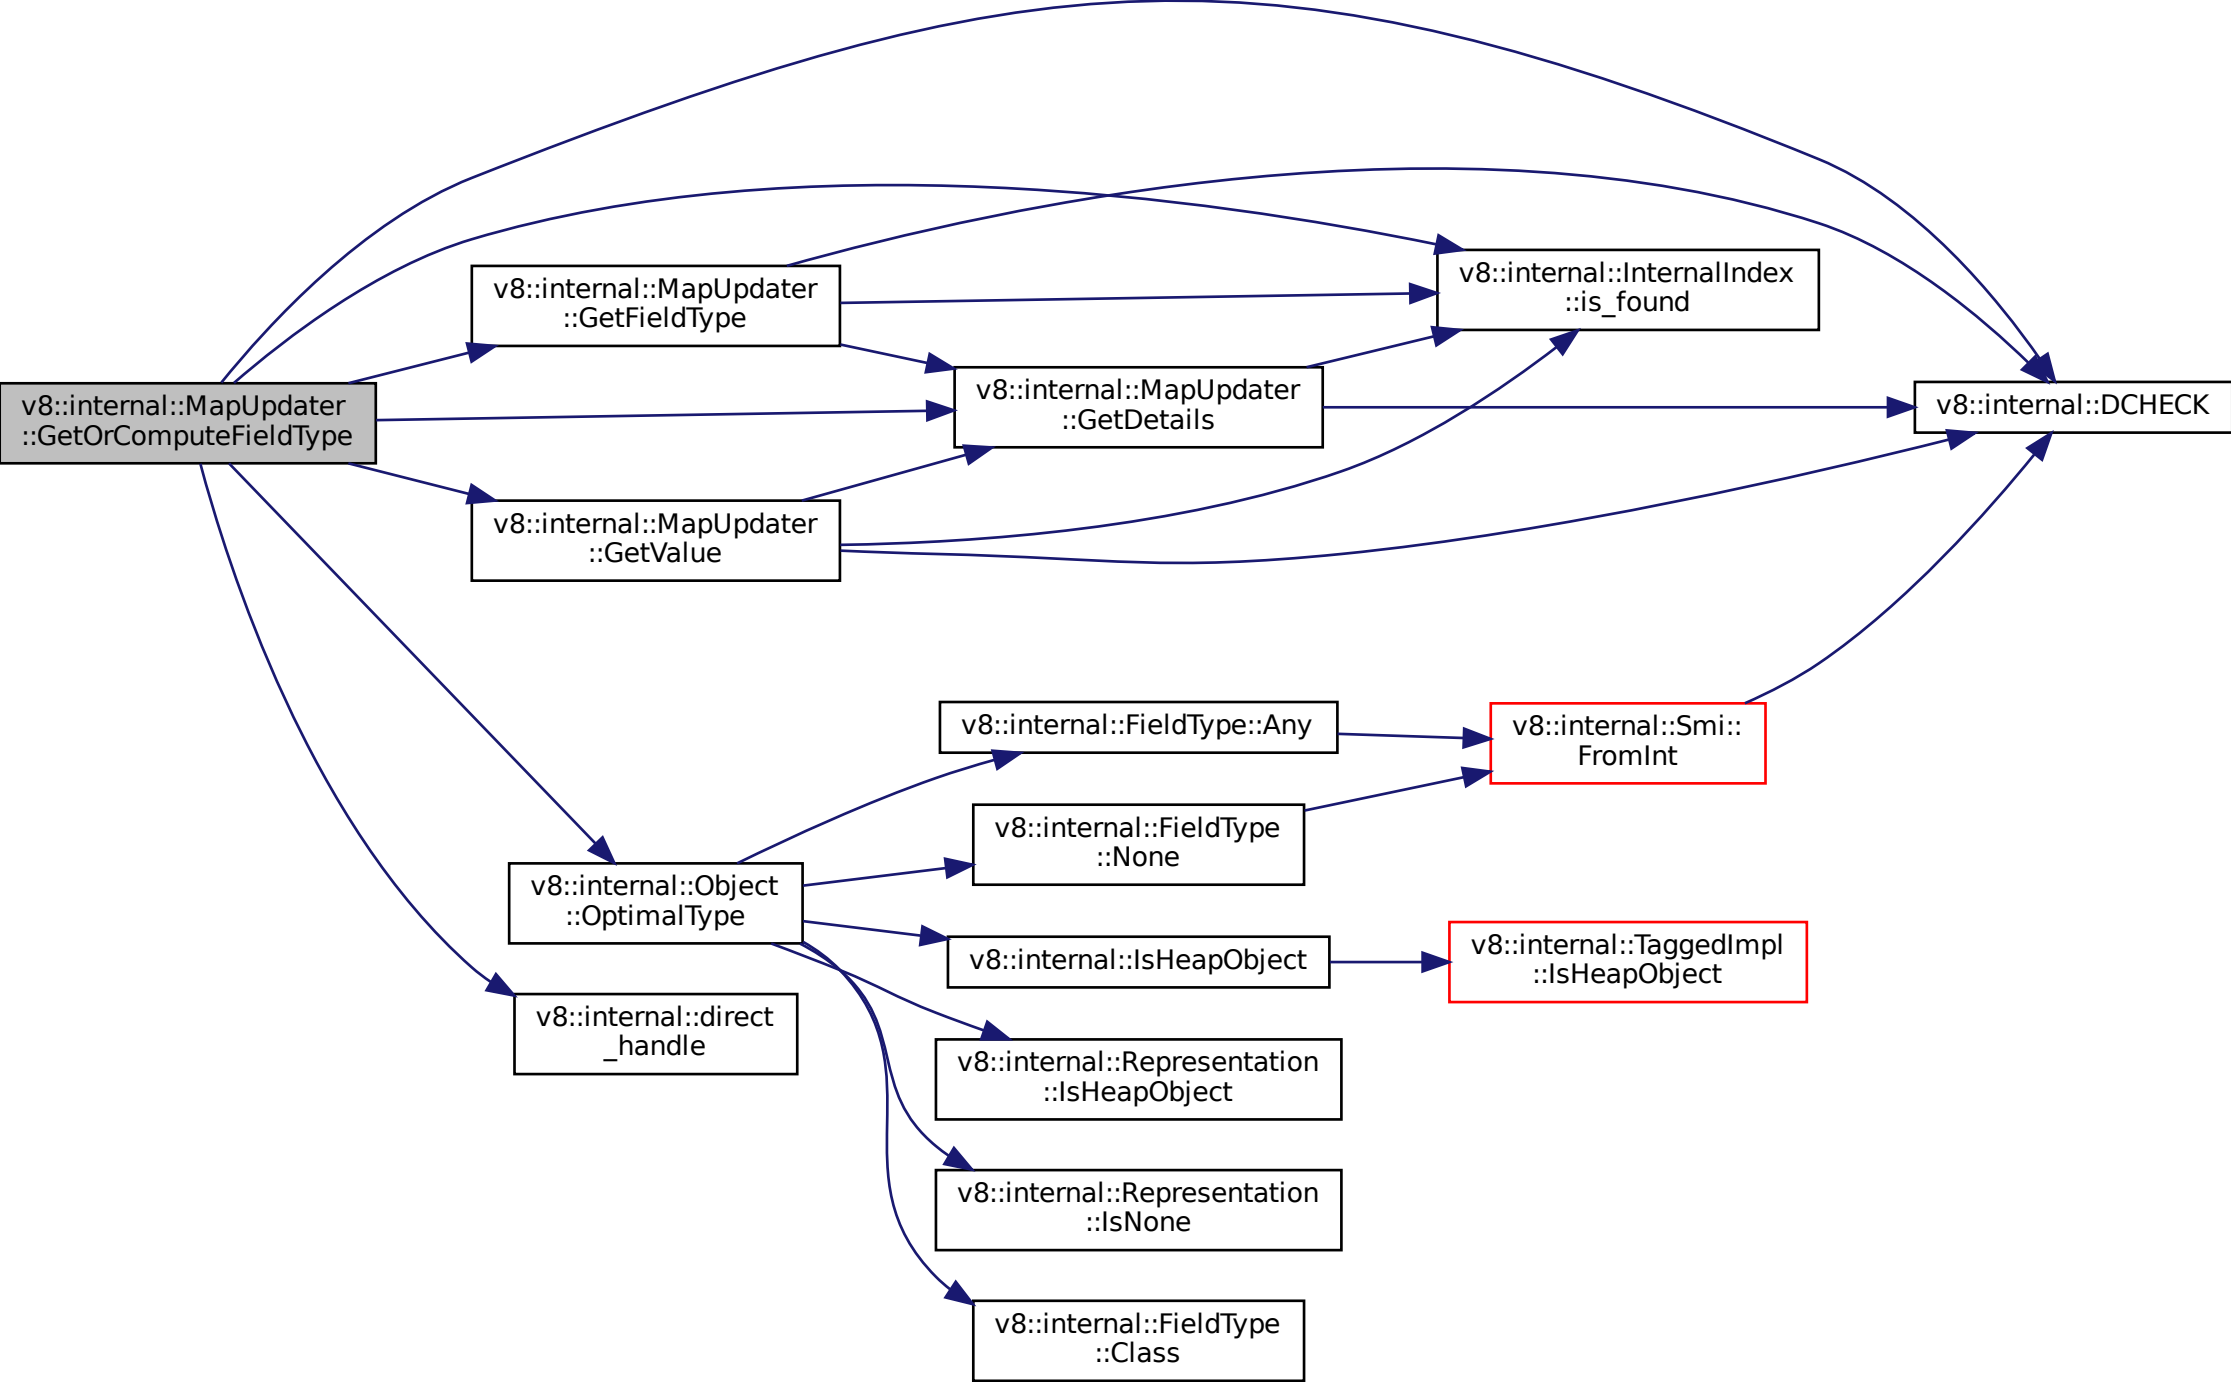 v8::internal::MapUpdater
::GetOrComputeFieldType
v8::internal::MapUpdater
::GetFieldType
v8::internal::MapUpdater
::GetValue
v8::internal::Object
::OptimalType
v8::internal::direct
_handle
v8::internal::MapUpdater
::GetDetails
v8::internal::FieldType::Any
v8::internal::FieldType
::None
v8::internal::IsHeapObject
v8::internal::Representation
::IsHeapObject
v8::internal::Representation
::IsNone
v8::internal::FieldType
::Class
v8::internal::InternalIndex
::is_found
v8::internal::Smi::
FromInt
v8::internal::TaggedImpl
::IsHeapObject
v8::internal::DCHECK